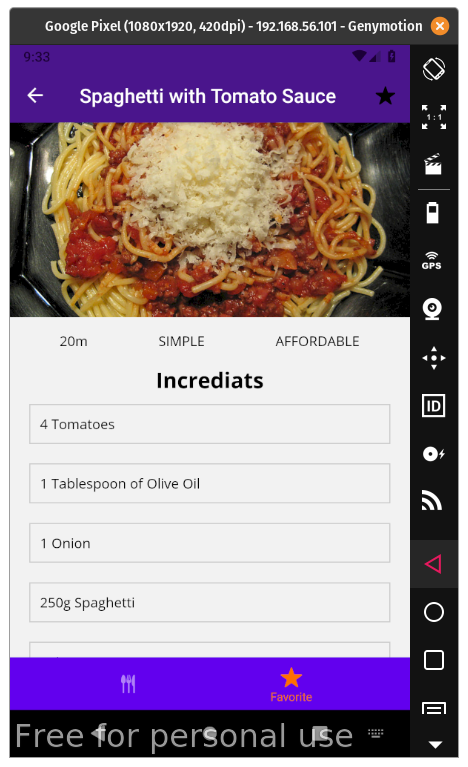 Google Pixel (1080x1920, 420dpi) - 192.168.56.101 - Genymotion
9:33
Spaghetti with Tomato Sauce
1:1
GPS
20m SIMPLE AFFORDABLE
Incrediats
4 Tomatoes
1 Tablespoon of Olive Oil
ID
1 Onion
250g Spaghetti
Favorite
Free for personal use